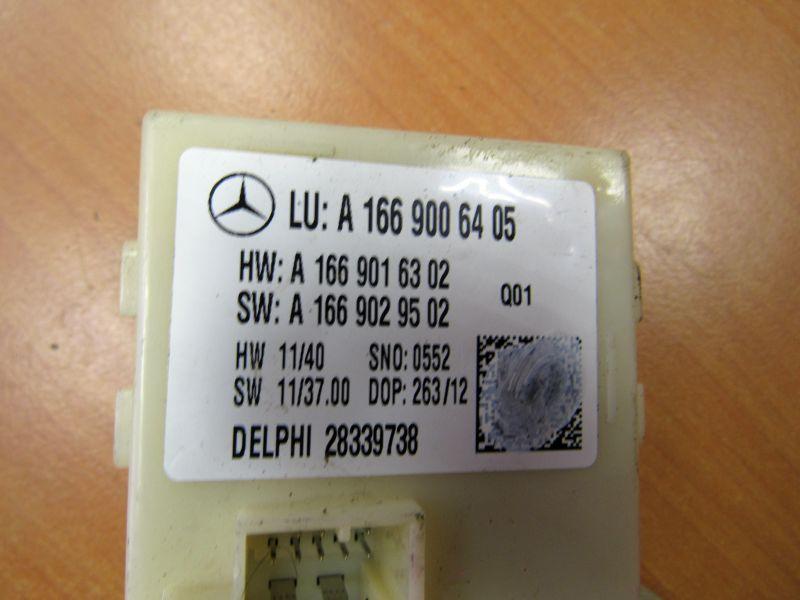 LU: A 166 900 64 05
HW: A 166 901 63 02
SW: A 166 902 95 02
Q01
HW 11/40 SNO: 0552
SW 11/37.00 DOP: 263/12
DELPHI 28339738